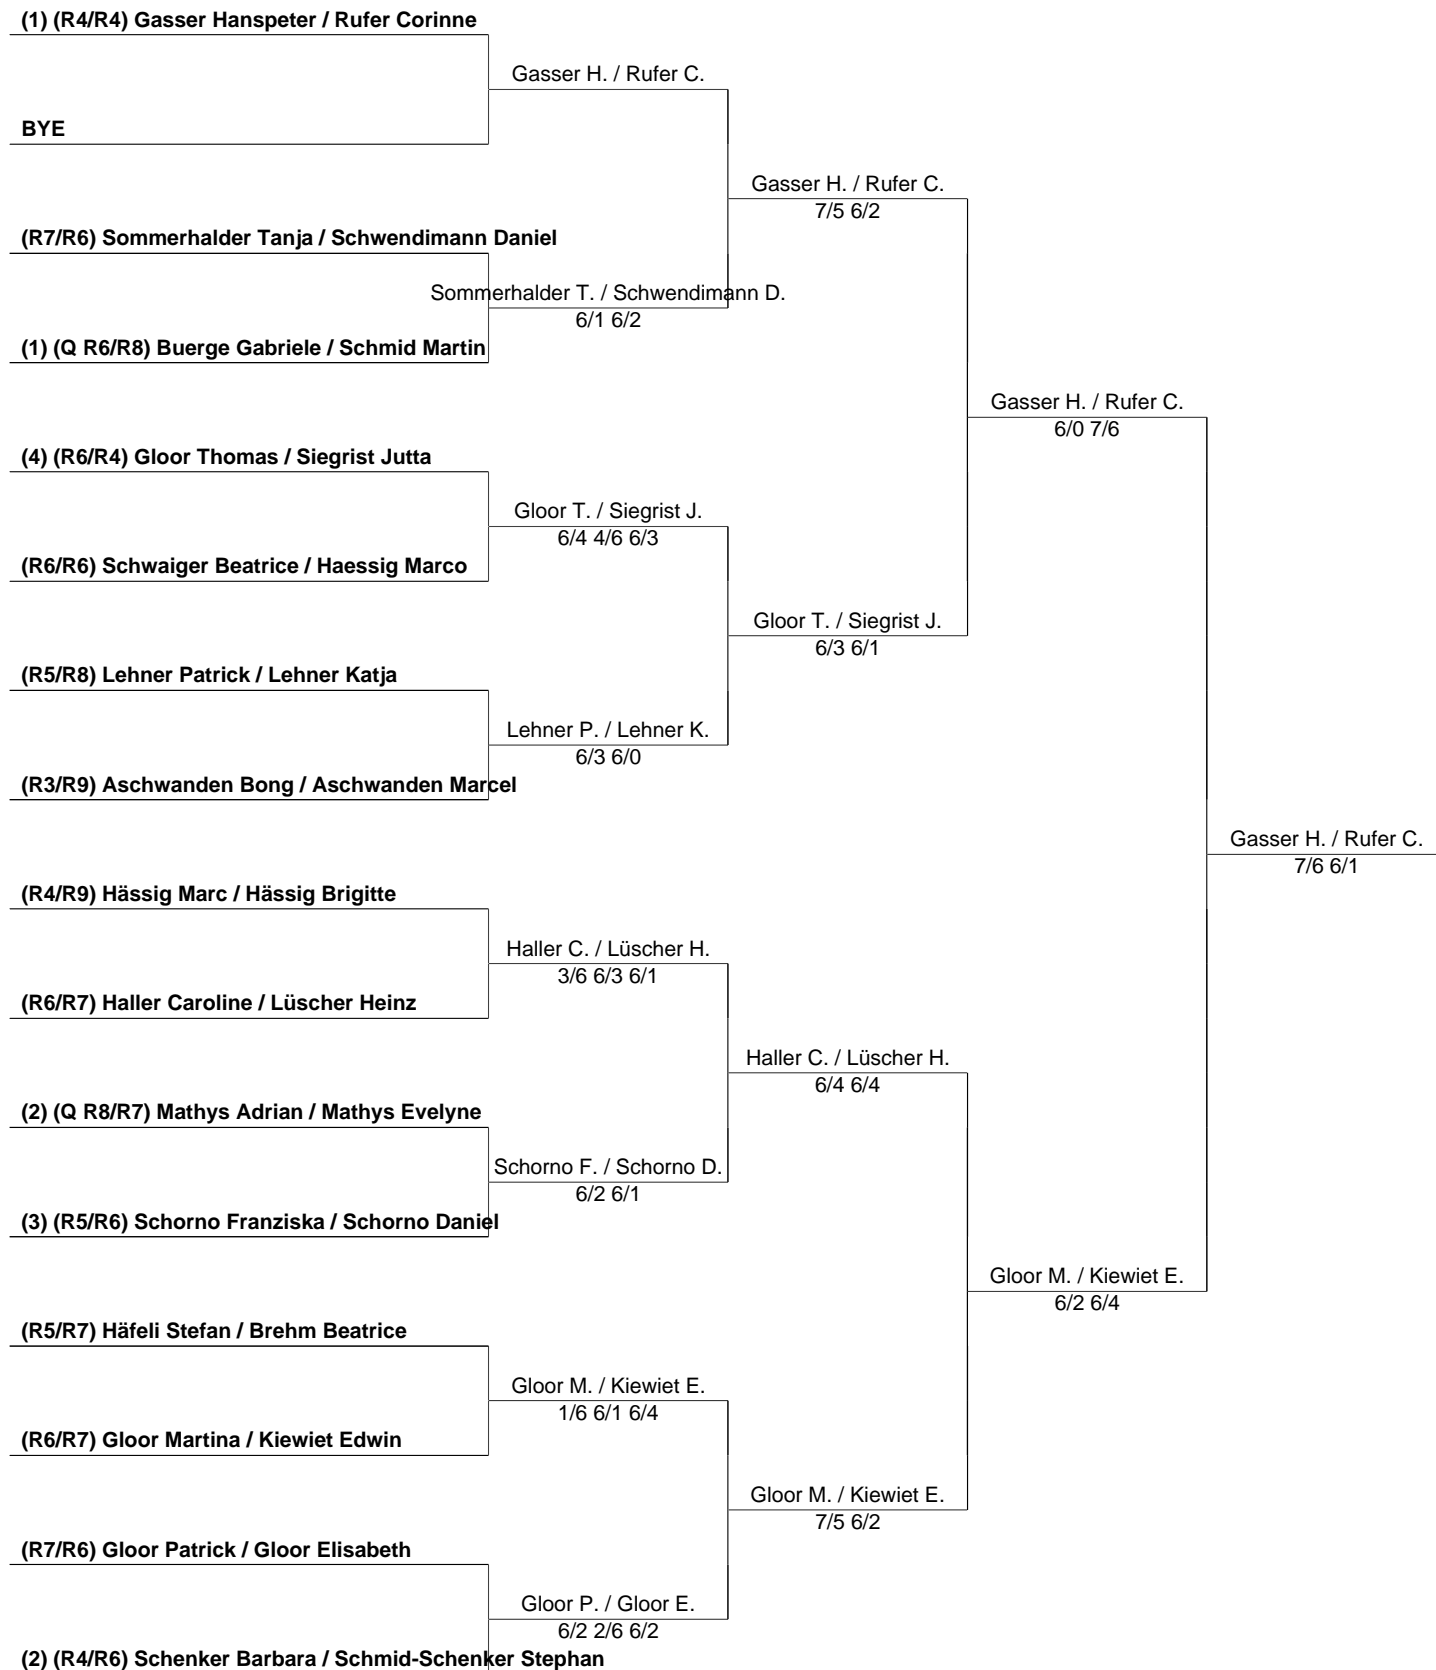 (1) (R4/R4) Gasser Hanspeter / Rufer Corinne
Gasser H. / Rufer C.
BYE
Gasser H. / Rufer C.
7/5 6/2
(R7/R6) Sommerhalder Tanja / Schwendimann Daniel
Sommerhalder T. / Schwendimann D.
6/1 6/2
(1) (Q R6/R8) Buerge Gabriele / Schmid Martin
Gasser H. / Rufer C.
6/0 7/6
(4) (R6/R4) Gloor Thomas / Siegrist Jutta
Gloor T. / Siegrist J.
6/4 4/6 6/3
(R6/R6) Schwaiger Beatrice / Haessig Marco
Gloor T. / Siegrist J.
6/3 6/1
(R5/R8) Lehner Patrick / Lehner Katja
Lehner P. / Lehner K.
6/3 6/0
(R3/R9) Aschwanden Bong / Aschwanden Marcel
Gasser H. / Rufer C.
7/6 6/1
(R4/R9) Hässig Marc / Hässig Brigitte
Haller C. / Lüscher H.
3/6 6/3 6/1
(R6/R7) Haller Caroline / Lüscher Heinz
Haller C. / Lüscher H.
6/4 6/4
(2) (Q R8/R7) Mathys Adrian / Mathys Evelyne
Schorno F. / Schorno D.
6/2 6/1
(3) (R5/R6) Schorno Franziska / Schorno Daniel
Gloor M. / Kiewiet E.
6/2 6/4
(R5/R7) Häfeli Stefan / Brehm Beatrice
Gloor M. / Kiewiet E.
1/6 6/1 6/4
(R6/R7) Gloor Martina / Kiewiet Edwin
Gloor M. / Kiewiet E.
7/5 6/2
(R7/R6) Gloor Patrick / Gloor Elisabeth
Gloor P. / Gloor E.
6/2 2/6 6/2
(2) (R4/R6) Schenker Barbara / Schmid-Schenker Stephan